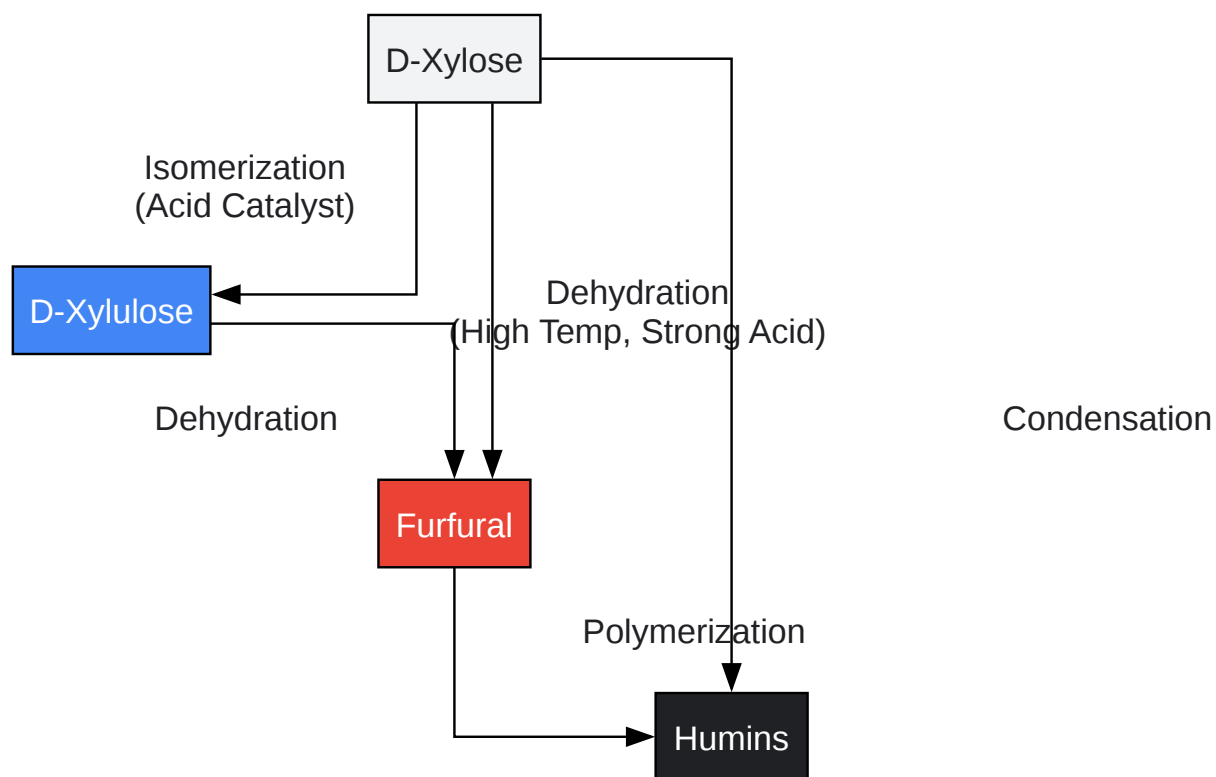 D-Xylose
Isomerization
(Acid Catalyst)
D-Xylulose
Dehydration
(High Temp, Strong Acid)
Dehydration
Condensation
Furfural
Polymerization
Humins